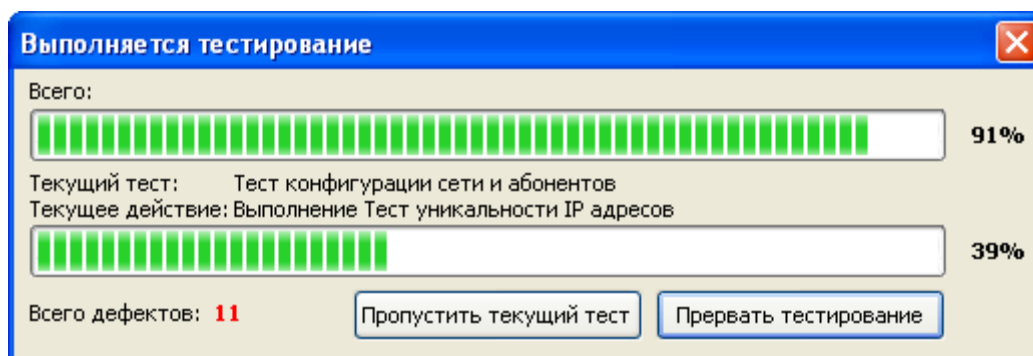 Выполняется тестирование
Всего:
91%
Текущий тест: Тест конфигурации сети и абонентов
Текущее действие: Выполнение Тест уникальности IP адресов
39%
Всего дефектов: 11 Пропустить текущий тест Прервать тестирование